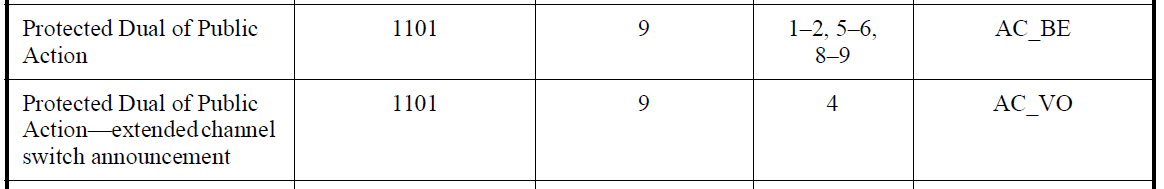 Protected Dual of Public 1101 9 1–2, 5–6, AC_BE
Action 8–9
Protected Dual of Public 1101 9 4 AC_VO
Action—extended channel
switch announcement